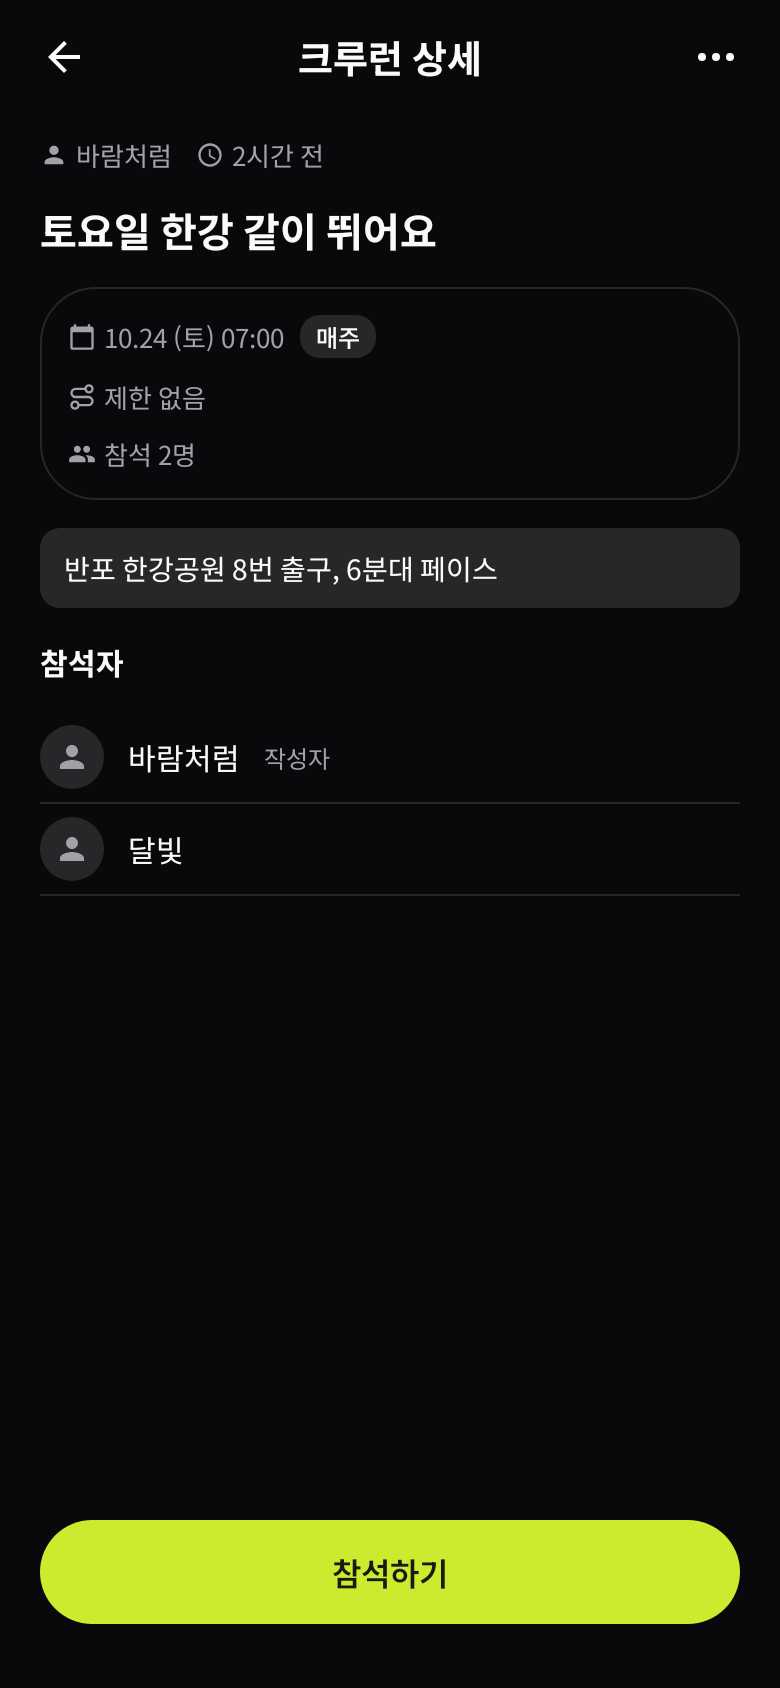 크루런 상세
바람처럼 2시간 전
토요일 한강 같이 뛰어요
10.24 (토) 07:00 매주
제한 없음
참석 2명
반포 한강공원 8번 출구, 6분대 페이스
참석자
바람처럼 작성자
달빛
참석하기